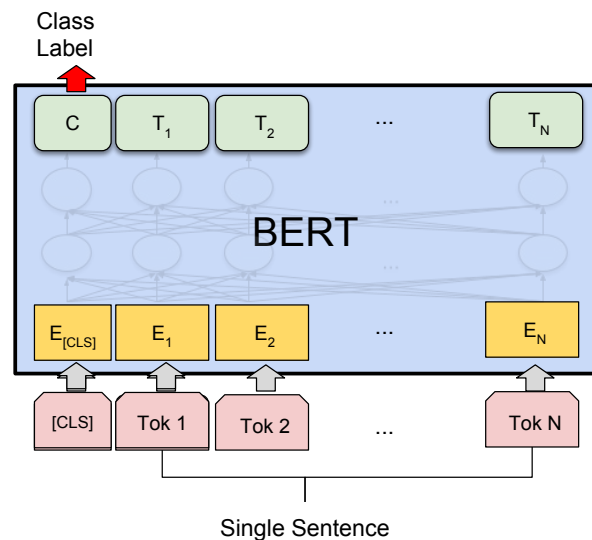 Class
Label
C T1 T2 ... TN
...
BERT
...
E[CLS] E1 E2 ... EN
[CLS] Tok 1 Tok 2 ... Tok N
Single Sentence